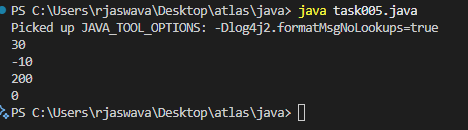 PS C:\Users\rjaswava\Desktop\atlas\java> java task005.java
Picked up JAVA_TOOL_OPTIONS: -Dlog4j2.formatMsgNoLookups=true
30
-10
200
0
PS C:\Users\rjaswava\Desktop\atlas\java>